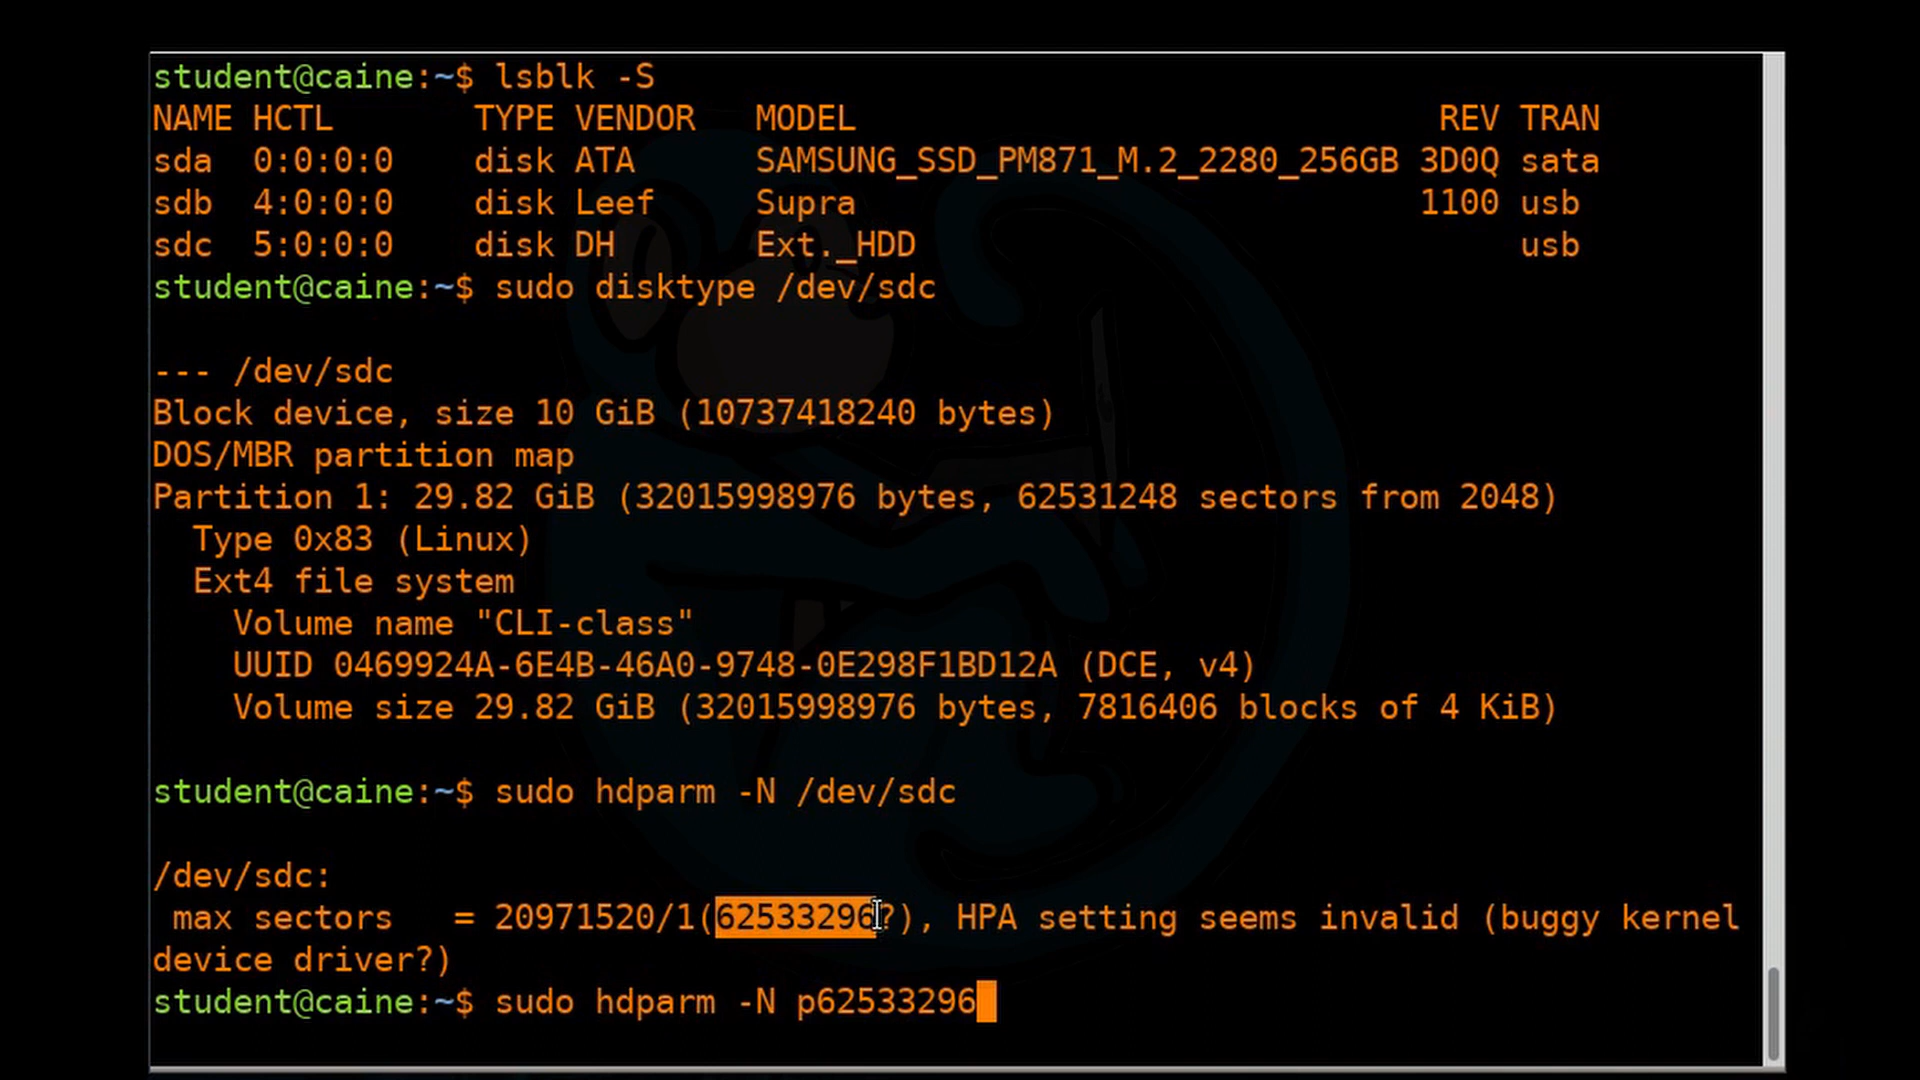 student@caine:~$ lsblk -S
NAME HCTL       TYPE VENDOR   MODEL                             REV TRAN
sda  0:0:0:0    disk ATA      SAMSUNG_SSD_PM871_M.2_2280_256GB 3D0Q sata
sdb  4:0:0:0    disk Leef     Supra                            1100 usb
sdc  5:0:0:0    disk DH       Ext._HDD                              usb
student@caine:~$ sudo disktype /dev/sdc
--- /dev/sdc
Block device, size 10 GiB (10737418240 bytes)
DOS/MBR partition map
Partition 1: 29.82 GiB (32015998976 bytes, 62531248 sectors from 2048)
  Type 0x83 (Linux)
  Ext4 file system
    Volume name "CLI-class"
    UUID 0469924A-6E4B-46A0-9748-0E298F1BD12A (DCE, v4)
    Volume size 29.82 GiB (32015998976 bytes, 7816406 blocks of 4 KiB)
student@caine:~$ sudo hdparm -N /dev/sdc
/dev/sdc:
 max sectors   = 20971520/1(62533296?), HPA setting seems invalid (buggy kernel
device driver?)
student@caine:~$ sudo hdparm -N p62533296